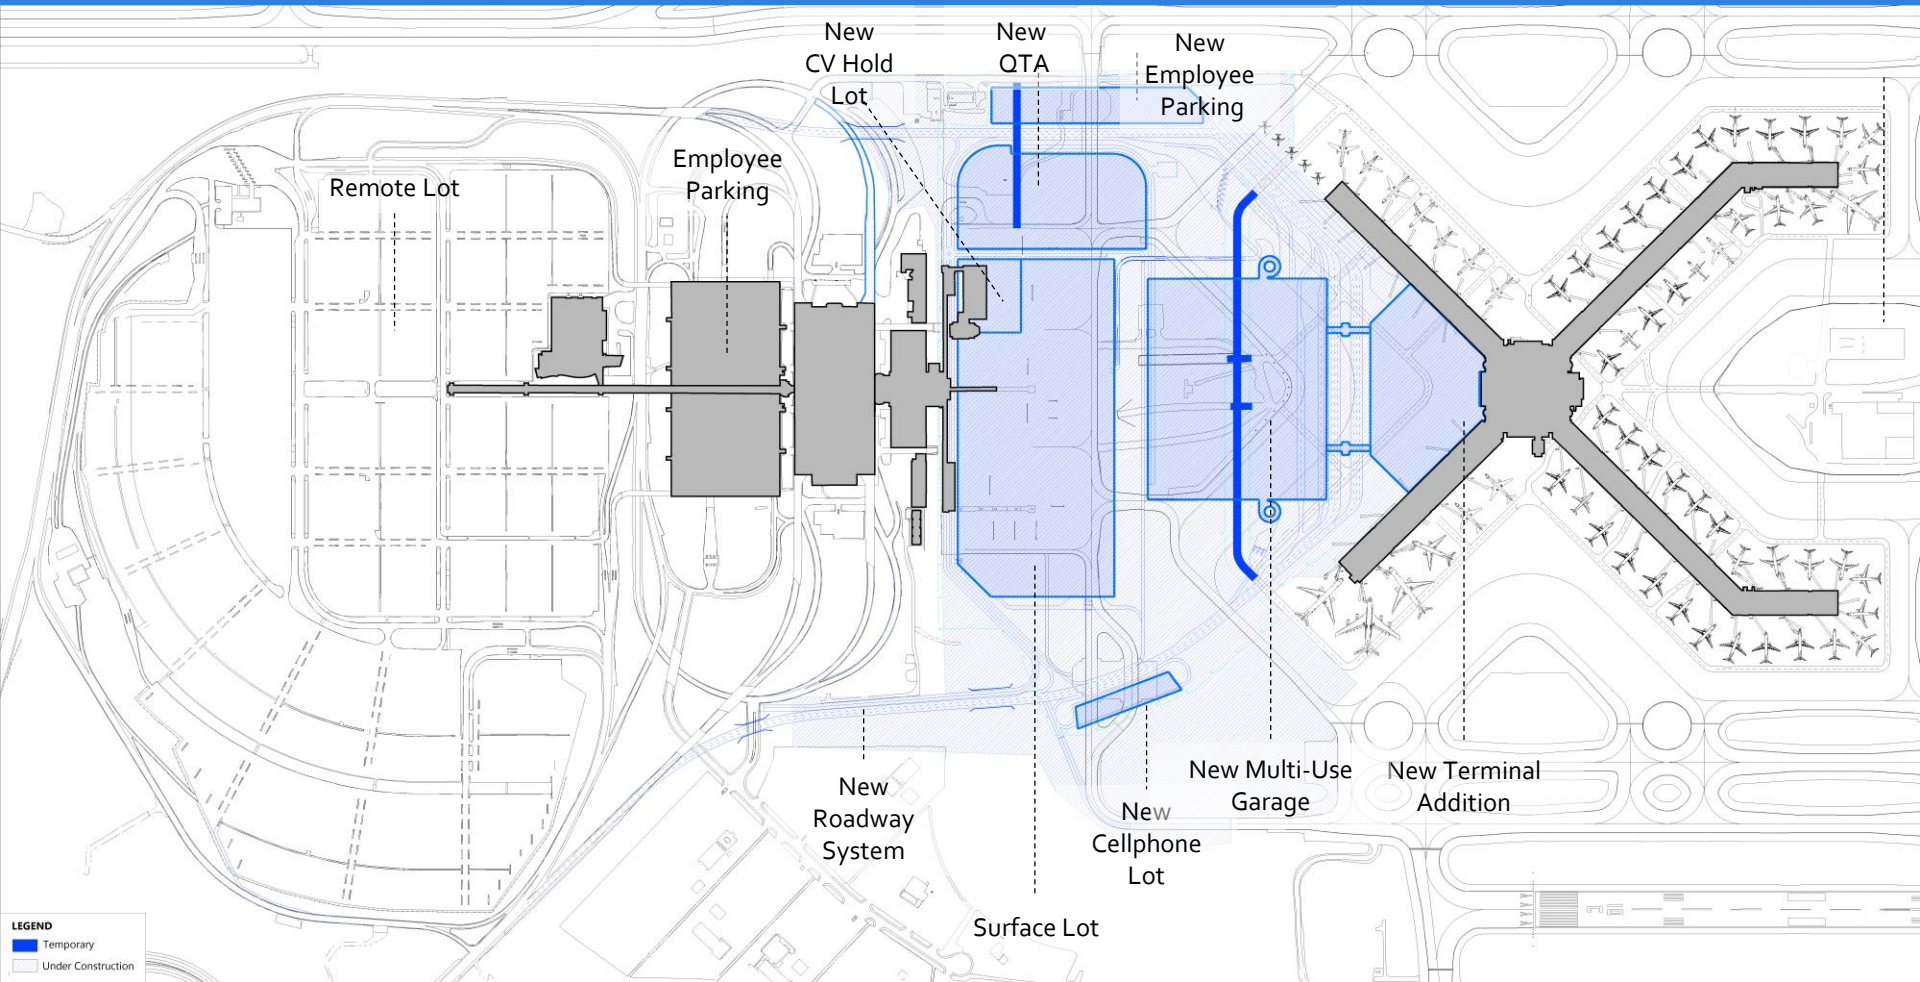 New
CV Hold
Lot
New
QTA
New
Employee
Parking
Employee
Parking
Remote Lot
New Multi-Use
Garage
New Terminal
Addition
New
Roadway
System
New
Cellphone
Lot
Surface Lot
LEGEND
Temporary
Under Construction